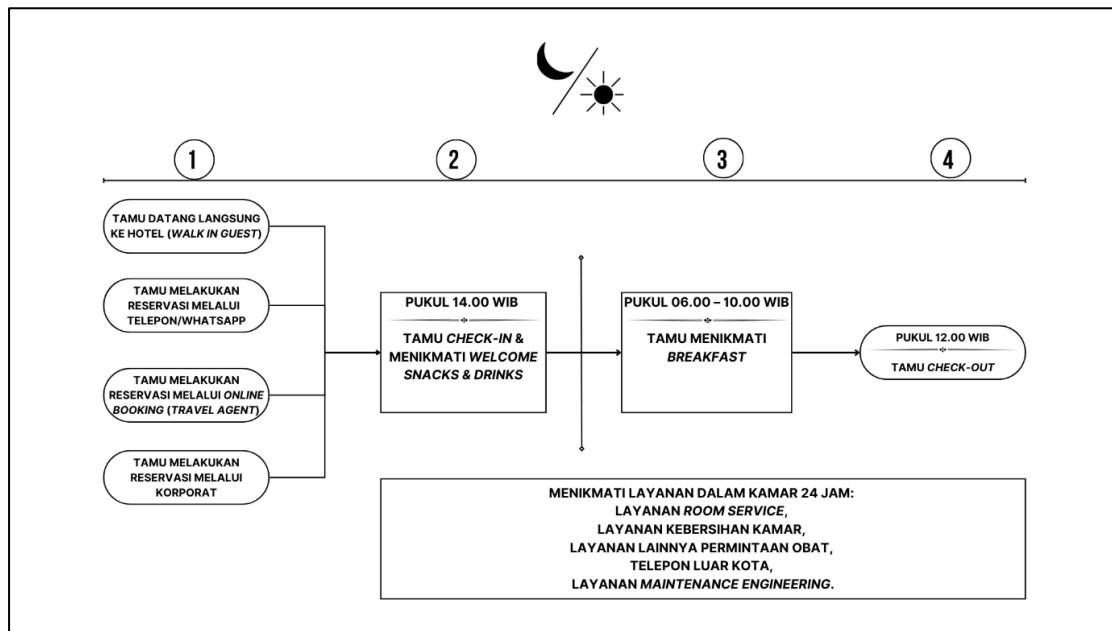 1
2
3
4
TAMU DATANG LANGSUNG
KE HOTEL (WALK IN GUEST)
TAMU MELAKUKAN
RESERVASI MELALUI
TELEPON/WHATSAPP
TAMU MELAKUKAN
RESERVASI MELALUI ONLINE
BOOKING (TRAVEL AGENT)
TAMU MELAKUKAN
RESERVASI MELALUI
KORPORAT
PUKUL 14.00 WIB
TAMU CHECK-IN &
MENIKMATI WELCOME
SNACKS & DRINKS
PUKUL 06.00 – 10.00 WIB
TAMU MENIKMATI
BREAKFAST
PUKUL 12.00 WIB
TAMU CHECK-OUT
MENIKMATI LAYANAN DALAM KAMAR 24 JAM:
LAYANAN ROOM SERVICE,
LAYANAN KEBERSIHAN KAMAR,
LAYANAN LAINNYA PERMINTAAN OBAT,
TELEPON LUAR KOTA,
LAYANAN MAINTENANCE ENGINEERING.